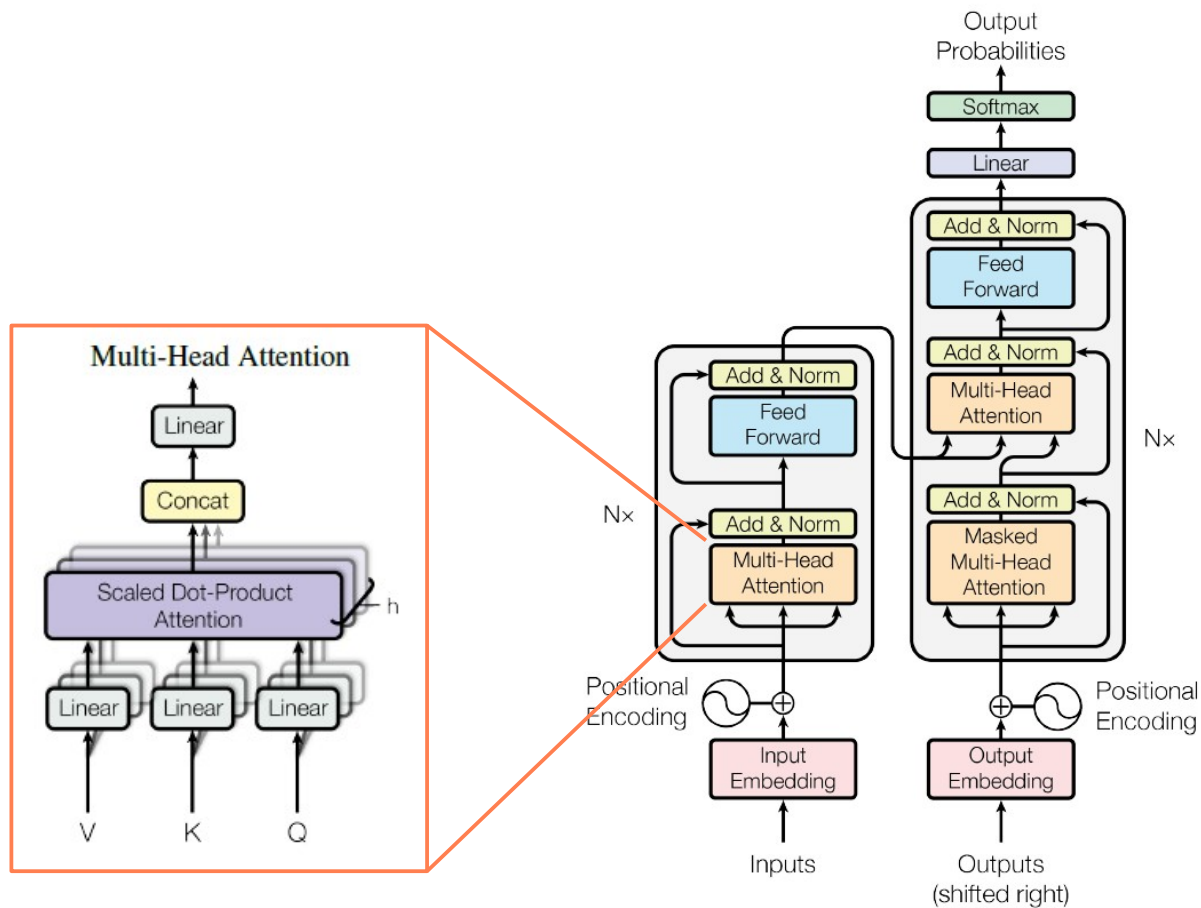 Multi-Head Attention
Linear
Concat
Scaled Dot-Product
Attention
h
Linear
Linear
Linear
V
K
Q
Add & Norm
Feed
Forward
Nx
Add & Norm
Multi-Head
Attention
Positional
Encoding
Input
Embedding
Inputs
Output
Probabilities
Softmax
Linear
Add & Norm
Feed
Forward
Add & Norm
Multi-Head
Attention
Nx
Add & Norm
Masked
Multi-Head
Attention
Positional
Encoding
Output
Embedding
Outputs
(shifted right)